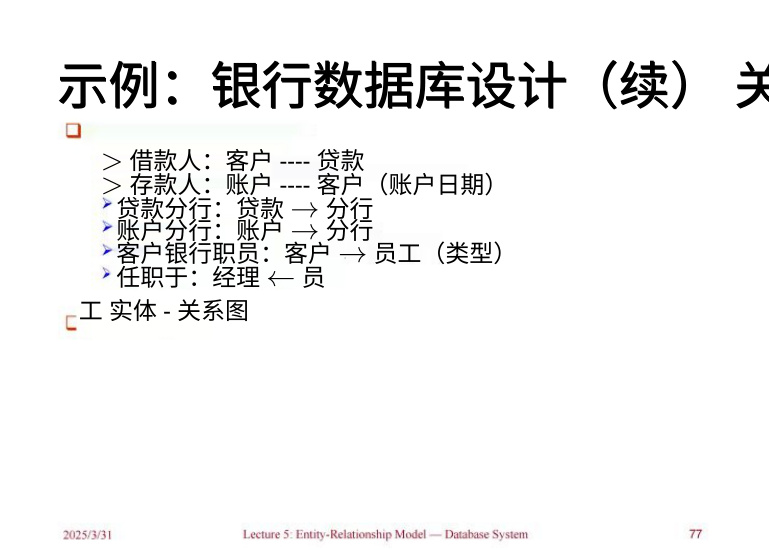 示例：银行数据库设计（续） 关
> 借款人：客户 ---- 贷款
> 存款人：账户 ---- 客户（账户日期）
贷款分行：贷款 → 分行
账户分行：账户 → 分行
客户银行职员：客户 → 员工（类型）
任职于：经理 ← 员
工 实体 - 关系图
2025/3/31
Lecture 5: Entity-Relationship Model — Database System
77